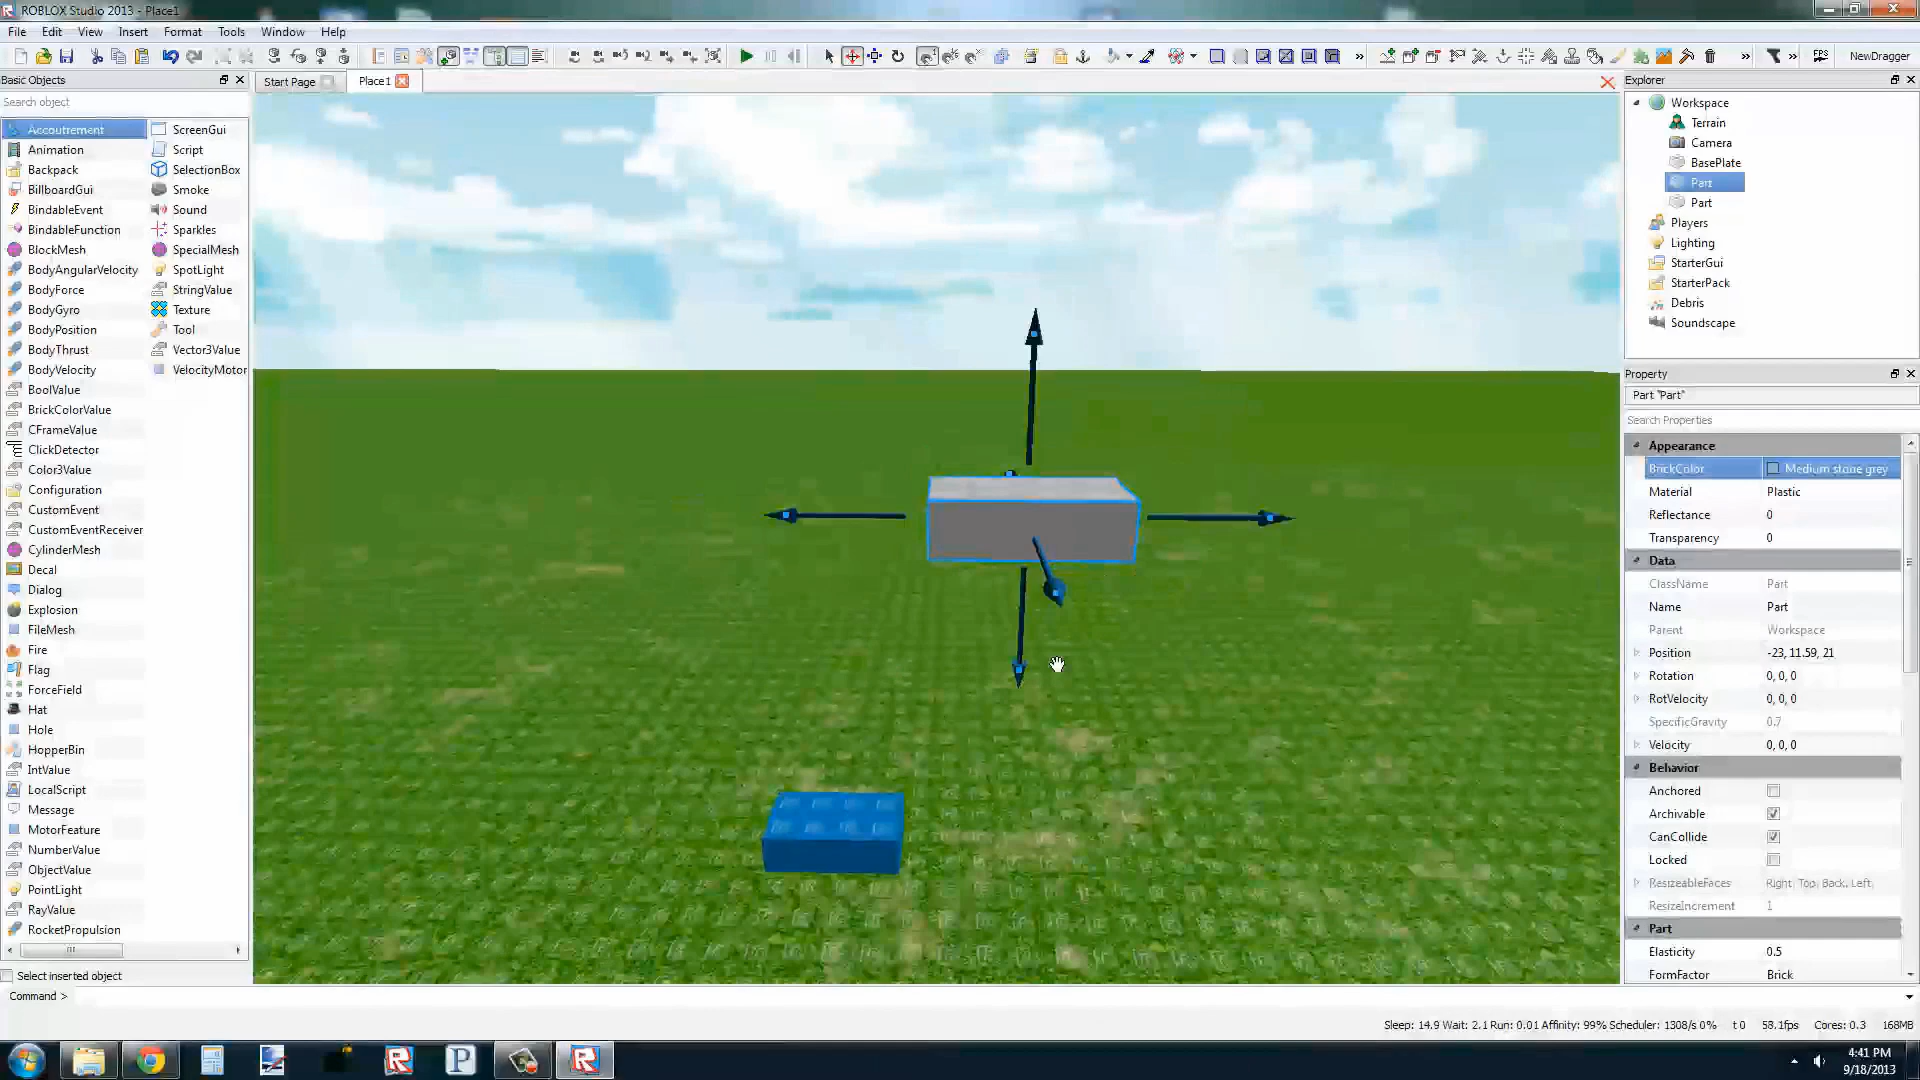 ROBLOX Studio 2013 - Place1
File Edit View Insert Format Tools Window Help
FPS NewDragger
Basic Objects
Search object
Accoutrement
Animation
Backpack
BillboardGui
BindableEvent
BindableFunction
BlockMesh
BodyAngularVelocity
BodyForce
BodyGyro
BodyPosition
BodyThrust
BodyVelocity
BoolValue
BrickColorValue
CFrameValue
ClickDetector
Color3Value
Configuration
CustomEvent
CustomEventReceiver
CylinderMesh
Decal
Dialog
Explosion
FileMesh
Fire
Flag
ForceField
Hat
Hole
HopperBin
IntValue
LocalScript
Message
MotorFeature
NumberValue
ObjectValue
PointLight
RayValue
RocketPropulsion
ScreenGui
Script
SelectionBox
Smoke
Sound
Sparkles
SpecialMesh
SpotLight
StringValue
Texture
Tool
Vector3Value
VelocityMotor
Select inserted object
Command >
Start Page
Place1
Explorer
Workspace
Terrain
Camera
BasePlate
Part
Part
Players
Lighting
StarterGui
StarterPack
Debris
Soundscape
Property
Part "Part"
Search Properties
Appearance
BrickColor Medium stone grey
Material Plastic
Reflectance 0
Transparency 0
Data
ClassName Part
Name Part
Parent Workspace
Position -23, 11.59, 21
Rotation 0, 0, 0
RotVelocity 0, 0, 0
SpecificGravity 0.7
Velocity 0, 0, 0
Behavior
Anchored
Archivable
CanCollide
Locked
ResizeableFaces Right, Top, Back, Left,
ResizeIncrement 1
Part
Elasticity 0.5
FormFactor Brick
Sleep: 14.9 Wait: 2.1 Run: 0.01 Affinity: 99% Scheduler: 1308/s 0% t 0 58.1fps Cores: 0.3 168MB
4:41 PM
9/18/2013